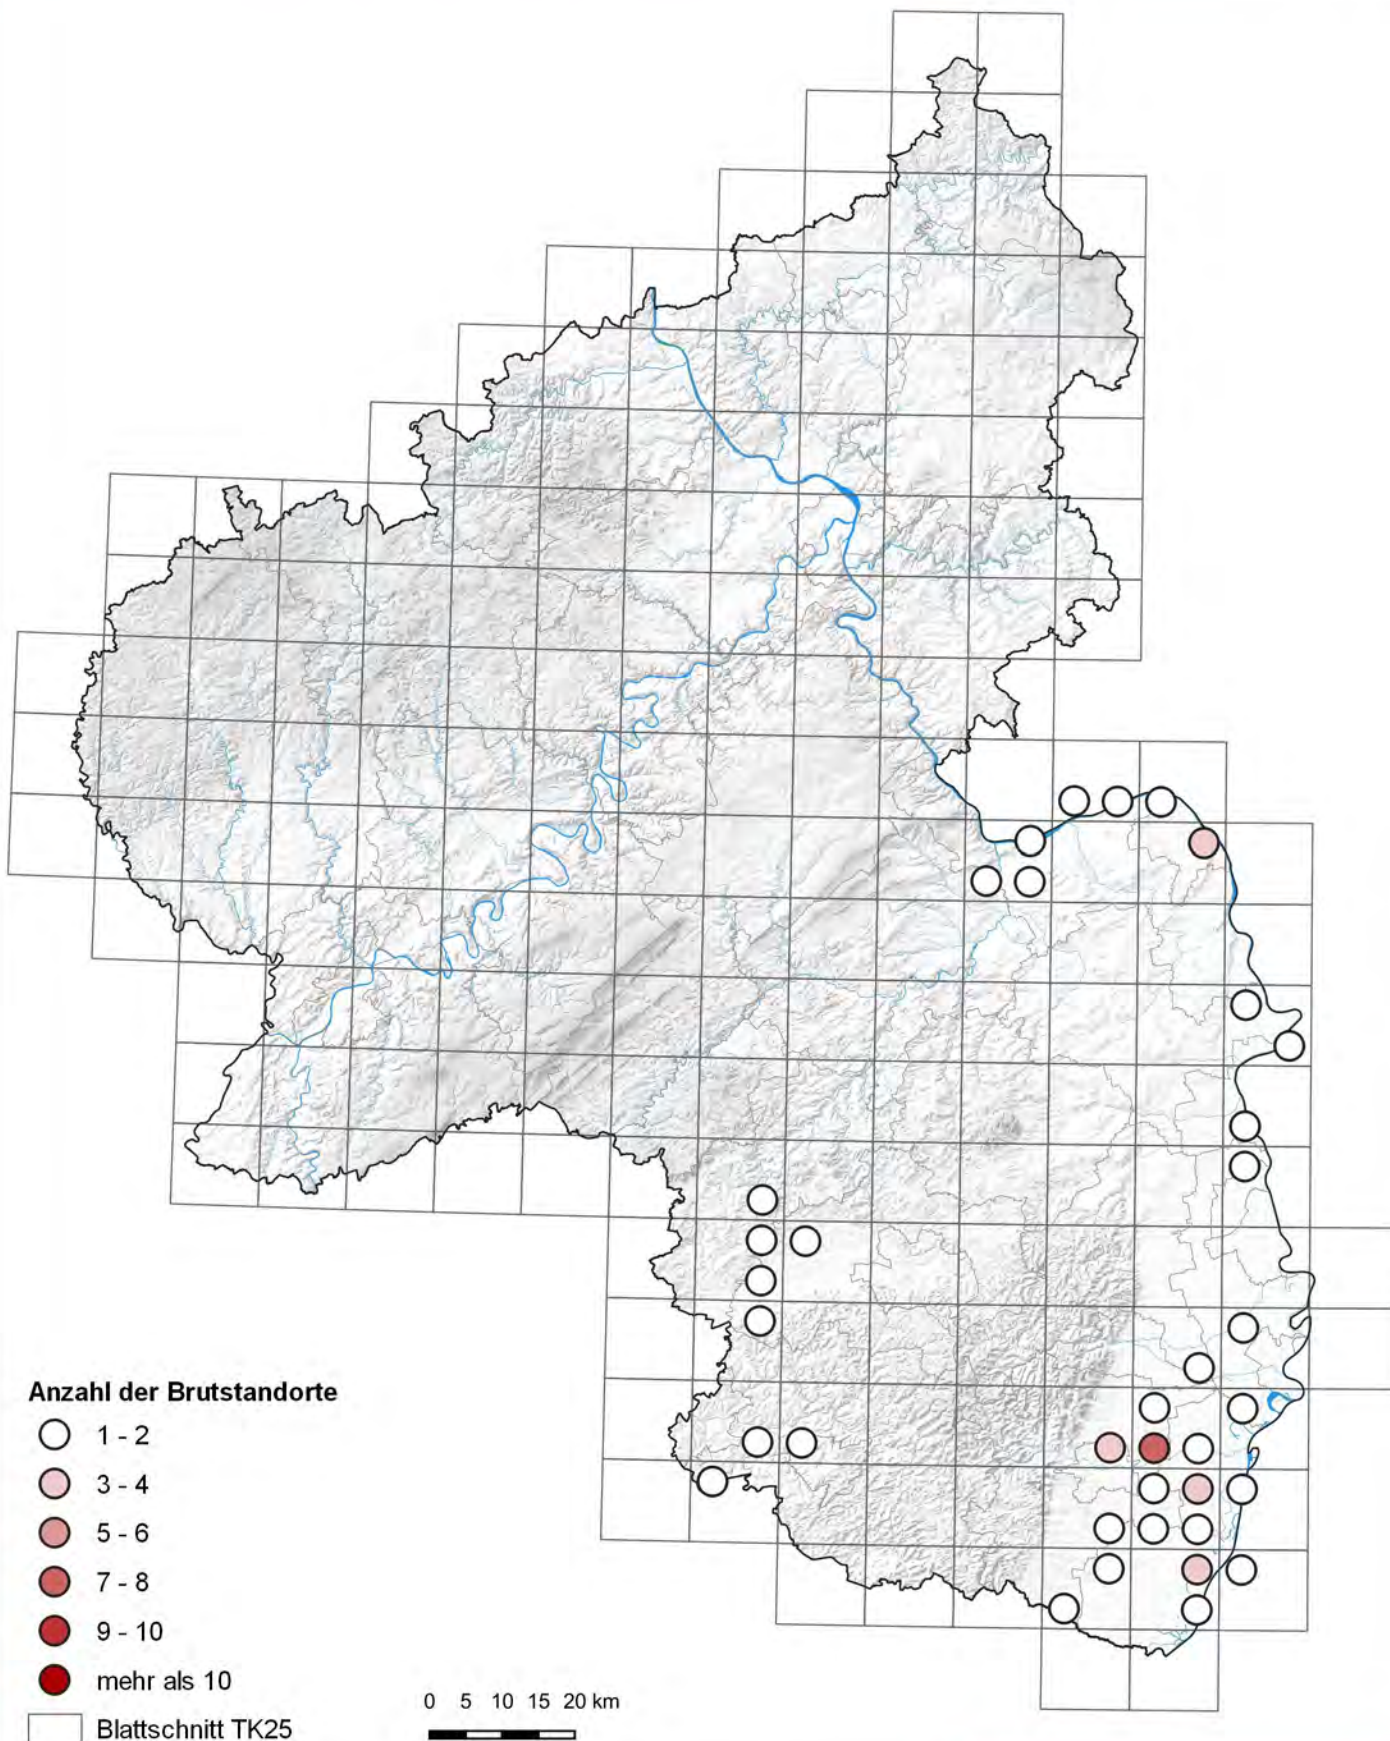 Anzahl der Brutstandorte
1 - 2
3 - 4
5 - 6
7 - 8
9 - 10
mehr als 10
Blattschnitt TK25
0 5 10 15 20 km